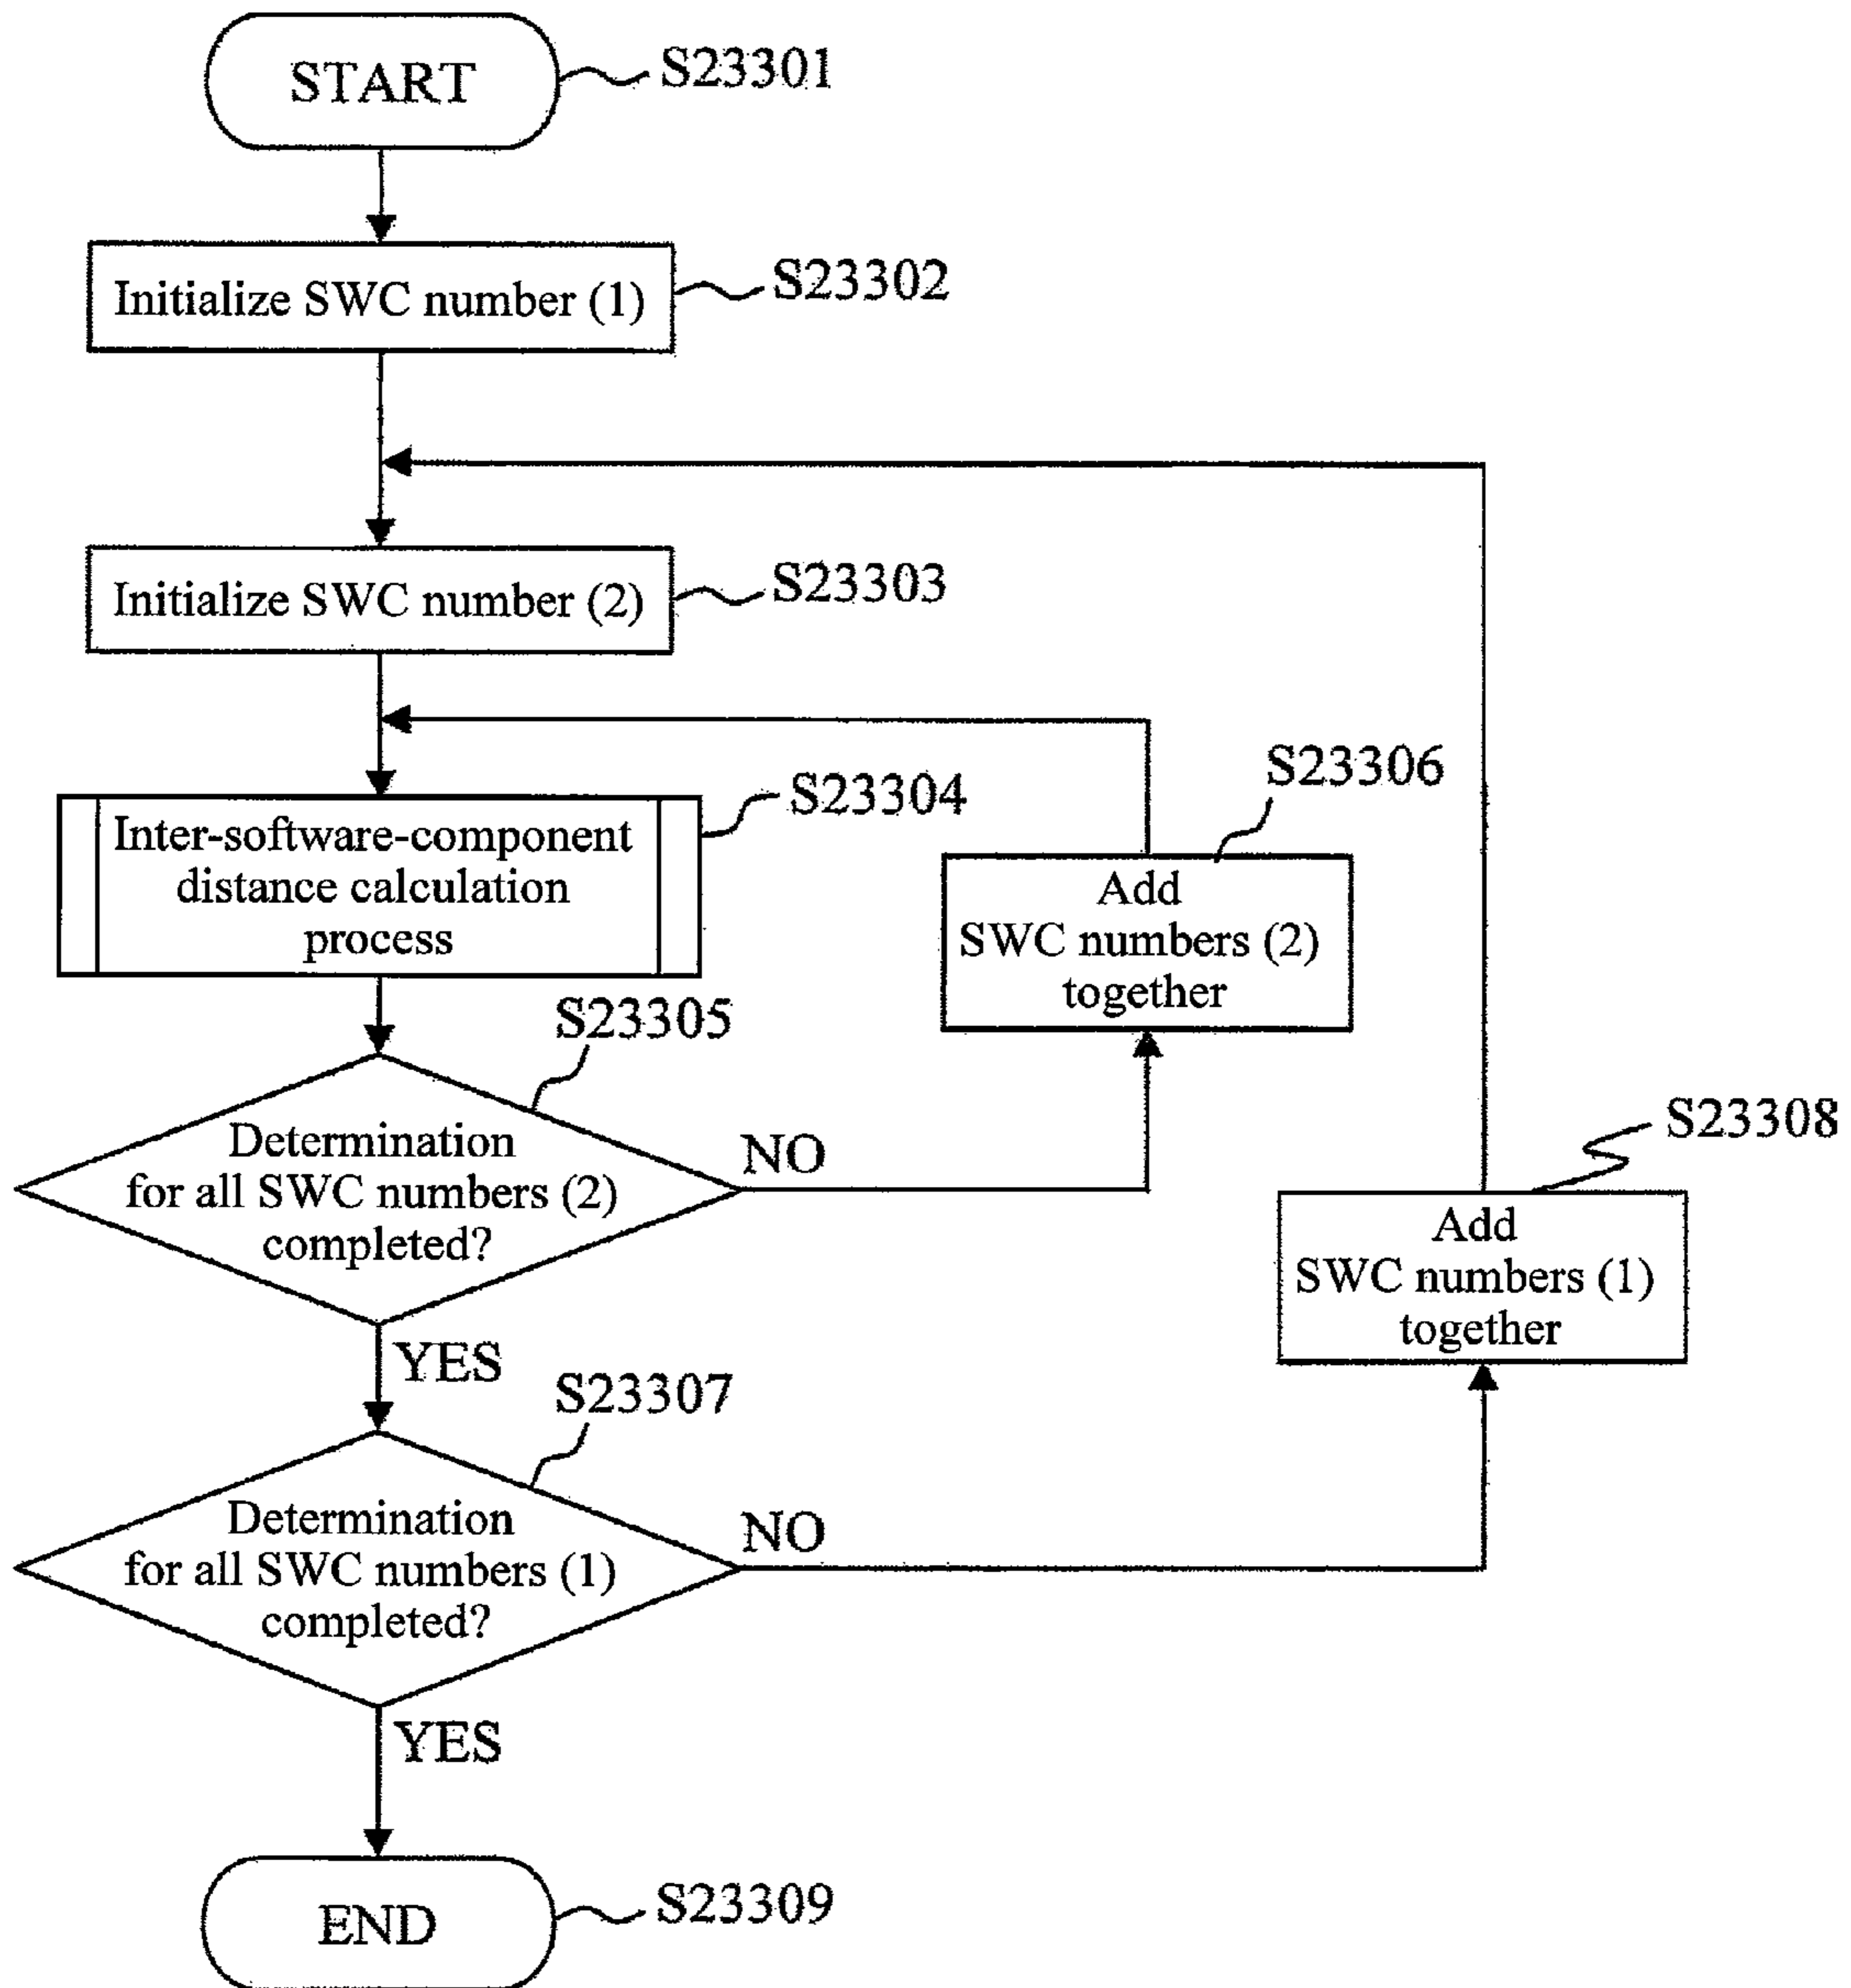 START
S23301
Initialize SWC number (1)
S23302
Initialize SWC number (2)
S23303
Inter-software-component
distance calculation
process
S23304
S23306
Add
SWC numbers (2)
together
S23305
Determination
for all SWC numbers (2)
completed?
NO
YES
S23308
Add
SWC numbers (1)
together
S23307
Determination
for all SWC numbers (1)
completed?
NO
YES
END
S23309